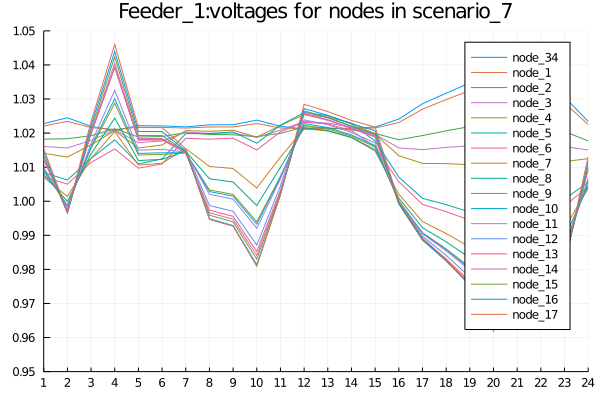 Feeder_1:voltages for nodes in scenario_7
1.05
1.04
1.03
1.02
1.01
1.00
0.99
0.98
0.97
0.96
0.95
node_34
node_1
node_2
node_3
node_4
node_5
node_6
node_7
node_8
node_9
node_10
node_11
node_12
node_13
node_14
node_15
node_16
node_17
1 2 3 4 5 6 7 8 9 10 11 12 13 14 15 16 17 18 19 20 21 22 23 24